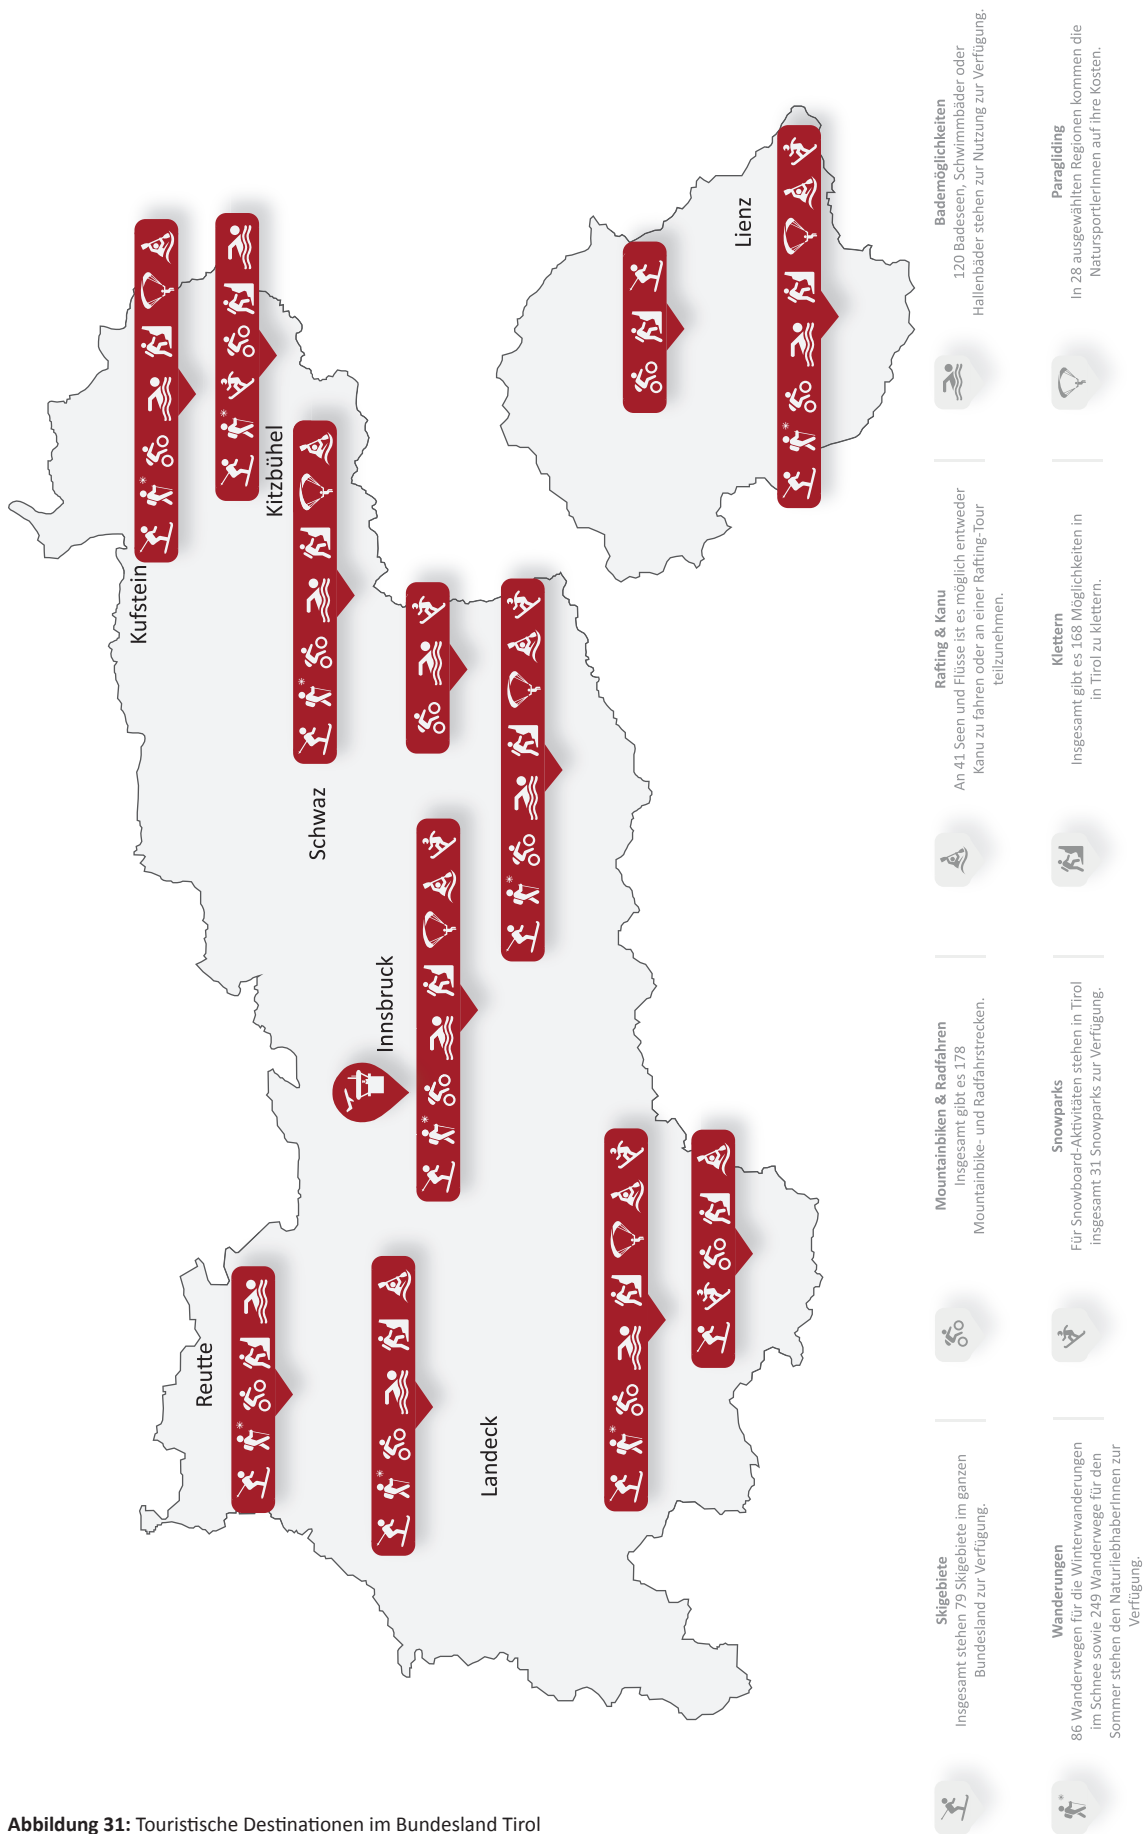 Reutte
Landeck
Innsbruck
Schwaz
Kufstein
Kitzbühel
Lienz
Skigebiete
Insgesamt stehen 79 Skigebiete im ganzen
Bundesland zur Verfügung.
Mountainbiken & Radfahren
Insgesamt gibt es 178
Mountainbike- und Radfahrstrecken.
Rafting & Kanu
An 41 Seen und Flüsse ist es möglich entweder
Kanu zu fahren oder an einer Rafting-Tour
teilzunehmen.
Bademöglichkeiten
120 Badeseen, Schwimmbäder oder
Hallenbäder stehen zur Nutzung zur Verfügung.
Wanderungen
86 Wanderwegen für die Winterwanderungen
im Schnee sowie 249 Wanderwege für den
Sommer stehen den NaturliebhaberInnen zur
Verfügung.
Snowparks
Für Snowboard-Aktivitäten stehen in Tirol
insgesamt 31 Snowparks zur Verfügung.
Klettern
Insgesamt gibt es 168 Möglichkeiten in
in Tirol zu klettern.
Paragliding
In 28 ausgewählten Regionen kommen die
NatursportlerInnen auf ihre Kosten.
Abbildung 31: Touristische Destinationen im Bundesland Tirol